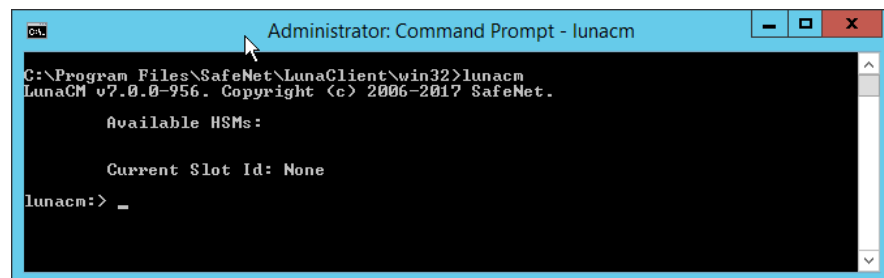 Administrator: Command Prompt - lunacm
C:\Program Files\SafeNet\LunaClient\win32>lunacm
LunaCM v7.0.0-956. Copyright (c) 2006-2017 SafeNet.
Available HSMs:
Current Slot Id: None
lunacm:> _